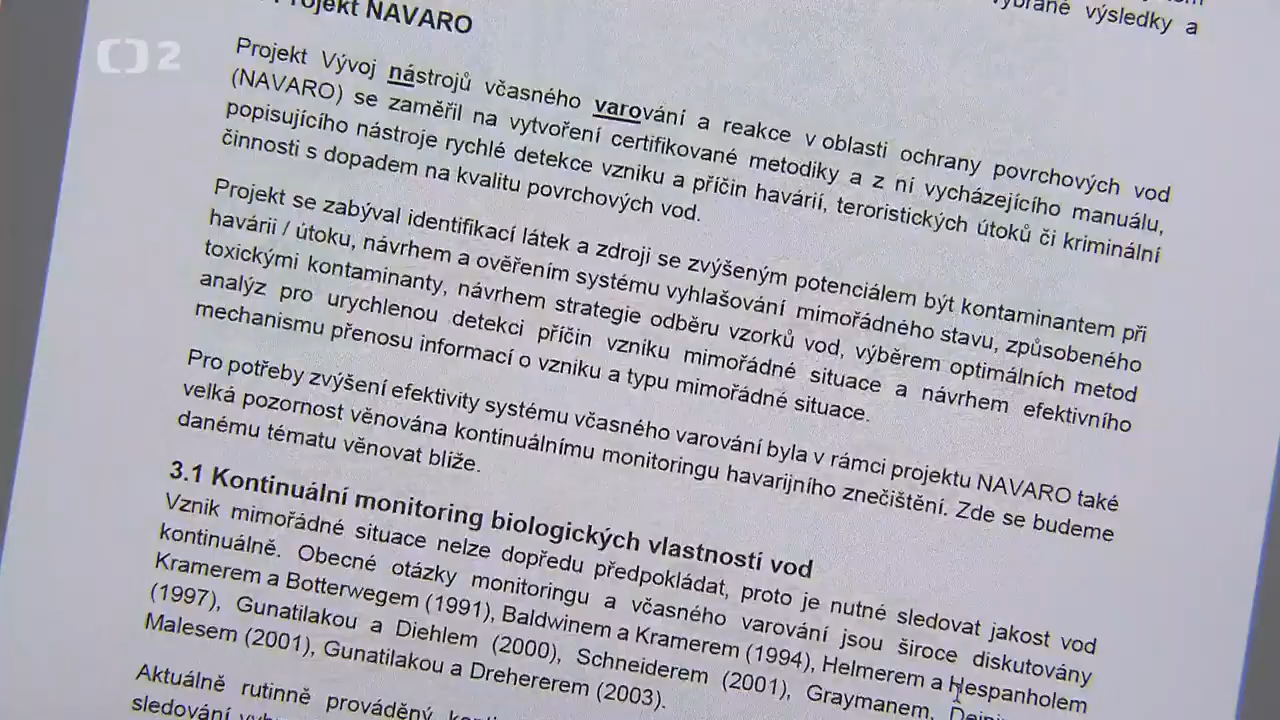 vybrané výsledky a
Projekt NAVARO
2
Projekt Vývoj nástrojů včasného varování a reakce v oblasti ochrany povrchových vod
(NAVARO) se zaměřil na vytvoření certifikované metodiky a z ní vycházejícího manuálu,
popisujícího nástroje rychlé detekce vzniku a příčin havárií, teroristických útoků či kriminální
činnosti s dopadem na kvalitu povrchových vod.
Projekt se zabýval identifikací látek a zdroji se zvýšeným potenciálem být kontaminantem při
havárii / útoku, návrhem a ověřením systému vyhlašování mimořádného stavu, způsobeného
toxickými kontaminanty, návrhem strategie odběru vzorků vod, výběrem optimálních metod
analýz pro urychlenou detekci příčin vzniku mimořádné situace a návrhem efektivního
mechanismu přenosu informací o vzniku a typu mimořádné situace.
Pro potřeby zvýšení efektivity systému včasného varování byla v rámci projektu NAVARO také
velká pozornost věnována kontinuálnímu monitoringu havarijního znečištění. Zde se budeme
danému tématu věnovat blíže.
3.1 Kontinuální monitoring biologických vlastností vod
Vznik mimořádné situace nelze dopředu předpokládat, proto je nutné sledovat jakost vod
kontinuálně. Obecné otázky monitoringu a včasného varování jsou široce diskutovány
Kramerem a Botterwegem (1991), Baldwinem a Kramerem (1994), Helmerem a Hespanholem
(1997), Gunatilakou a Diehlem (2000), Schneiderem (2001), Graymanem,
Malesem (2001), Gunatilakou a Drehererem (2003).
Aktuálně rutinně prováděný
sledování